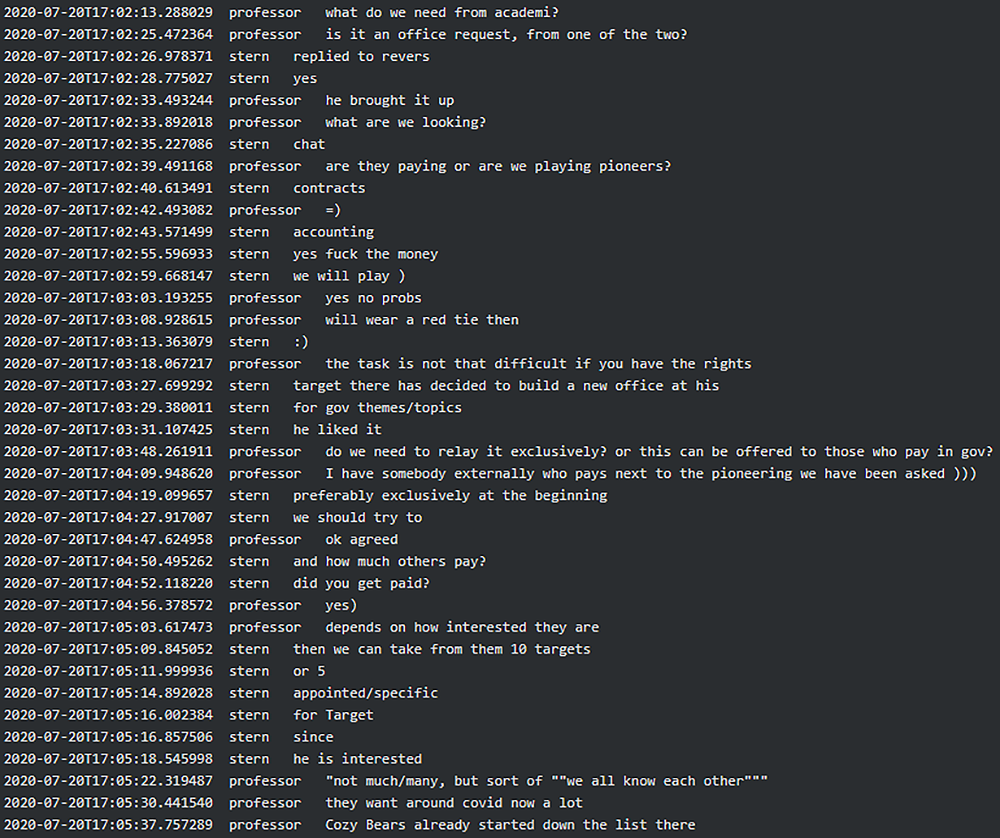 2020-07-20T17:02:13.288029 professor what do we need from academi?
2020-07-20T17:02:25.472364 professor is it an office request, from one of the two?
2020-07-20T17:02:26.978371 stern replied to revers
2020-07-20T17:02:28.775027 stern yes
2020-07-20T17:02:33.493244 professor he brought it up
2020-07-20T17:02:33.892018 professor what are we looking?
2020-07-20T17:02:35.227086 stern chat
2020-07-20T17:02:39.491168 professor are they paying or are we playing pioneers?
2020-07-20T17:02:40.613491 stern contracts
2020-07-20T17:02:42.493082 professor =)
2020-07-20T17:02:43.571499 stern accounting
2020-07-20T17:02:55.596933 stern yes fuck the money
2020-07-20T17:02:59.668147 stern we will play )
2020-07-20T17:03:03.193255 professor yes no probs
2020-07-20T17:03:08.928615 professor will wear a red tie then
2020-07-20T17:03:13.363079 stern :)
2020-07-20T17:03:18.067217 professor the task is not that difficult if you have the rights
2020-07-20T17:03:27.699292 stern target there has decided to build a new office at his
2020-07-20T17:03:29.380011 stern for gov themes/topics
2020-07-20T17:03:31.107425 stern he liked it
2020-07-20T17:03:48.261911 professor do we need to relay it exclusively? or this can be offered to those who pay in gov?
2020-07-20T17:04:09.948620 professor I have somebody externally who pays next to the pioneering we have been asked )))
2020-07-20T17:04:19.099657 stern preferably exclusively at the beginning
2020-07-20T17:04:27.917007 stern we should try to
2020-07-20T17:04:47.624958 professor ok agreed
2020-07-20T17:04:50.495262 stern and how much others pay?
2020-07-20T17:04:52.118220 stern did you get paid?
2020-07-20T17:04:56.378572 professor yes)
2020-07-20T17:05:03.617473 professor depends on how interested they are
2020-07-20T17:05:09.845052 stern then we can take from them 10 targets
2020-07-20T17:05:11.999936 stern or 5
2020-07-20T17:05:14.892028 stern appointed/specific
2020-07-20T17:05:16.002384 stern for Target
2020-07-20T17:05:16.857506 stern since
2020-07-20T17:05:18.545998 stern he is interested
2020-07-20T17:05:22.319487 professor "not much/many, but sort of ""we all know each other"""
2020-07-20T17:05:30.441540 professor they want around covid now a lot
2020-07-20T17:05:37.757289 professor Cozy Bears already started down the list there